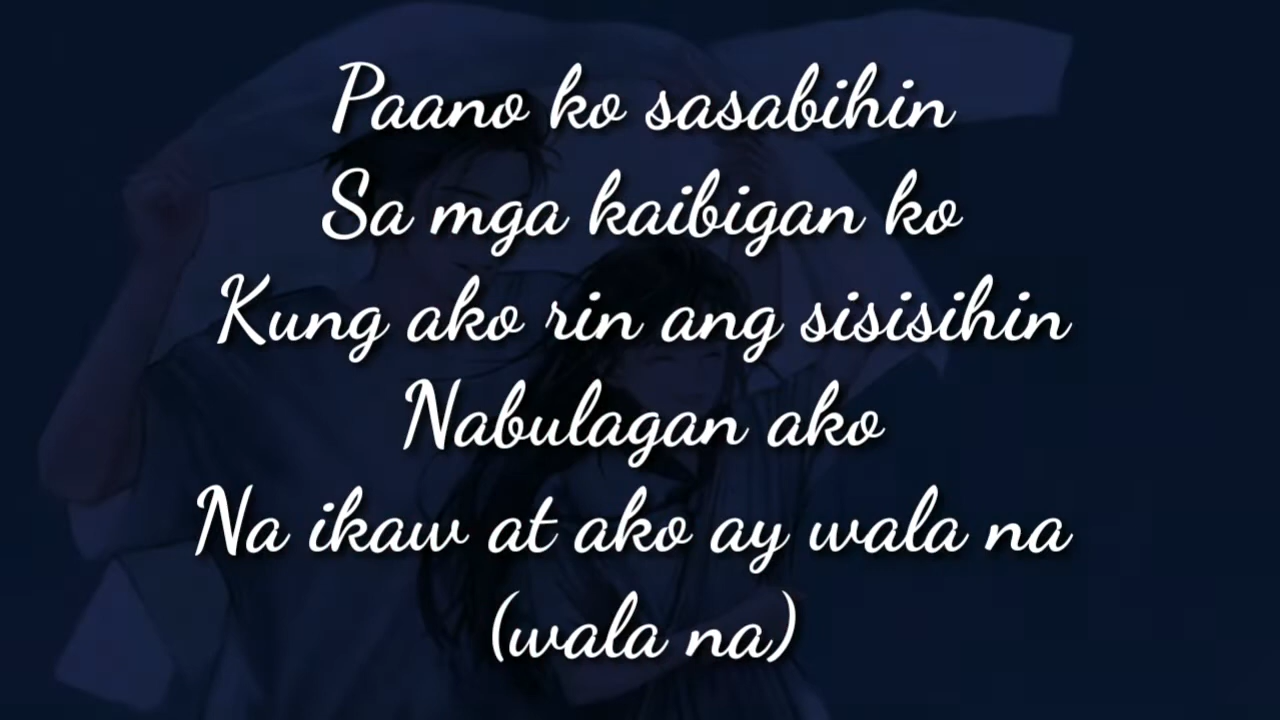 Paano ko sasabihin
Sa mga kaibigan ko
Kung ako rin ang sisisihin
Nabulagan ako
Na ikaw at ako ay wala na
(wala na)